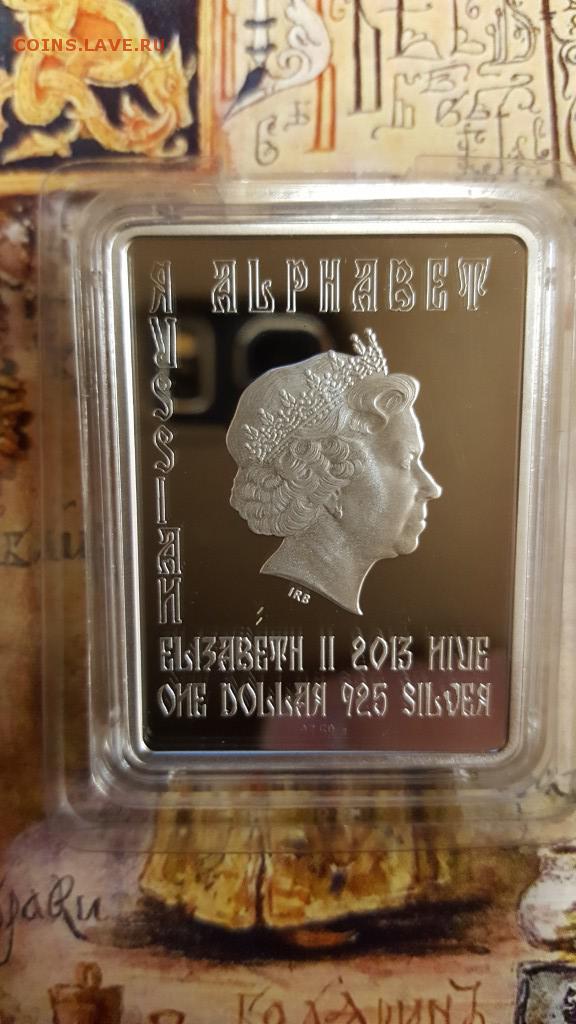 COINS.LAVE.RU
ALPHABET
RUSSIAN
IRB
ELIZABETH II 2013 NIUE
ONE DOLLAR 925 SILVER